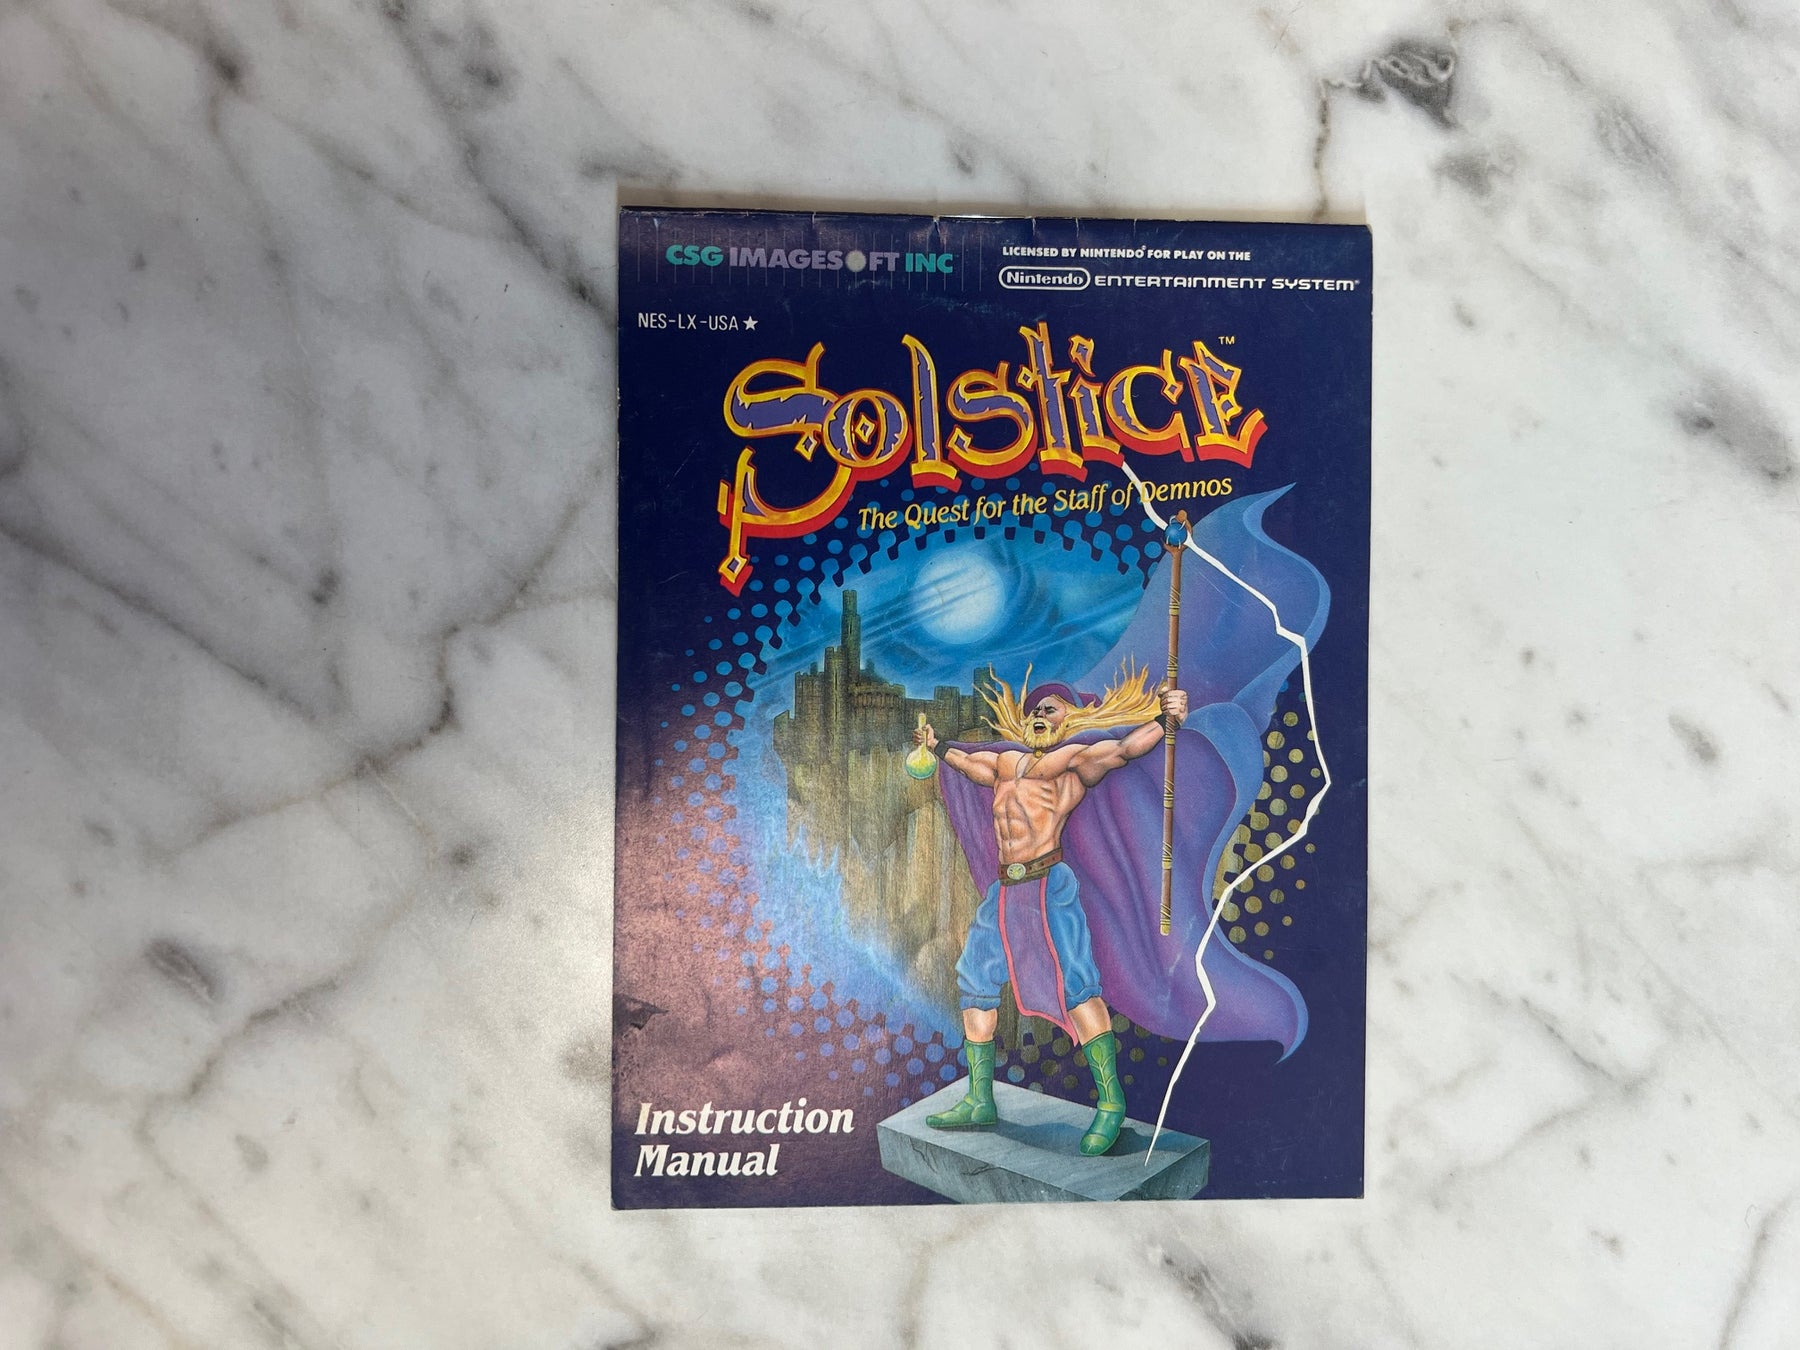 CSG IMAGESOFT INC
LICENSED BY NINTENDO® FOR PLAY ON THE
Nintendo ENTERTAINMENT SYSTEM®
NES-LX-USA★
Solstice™
The Quest for the Staff of Demnos
Instruction
Manual